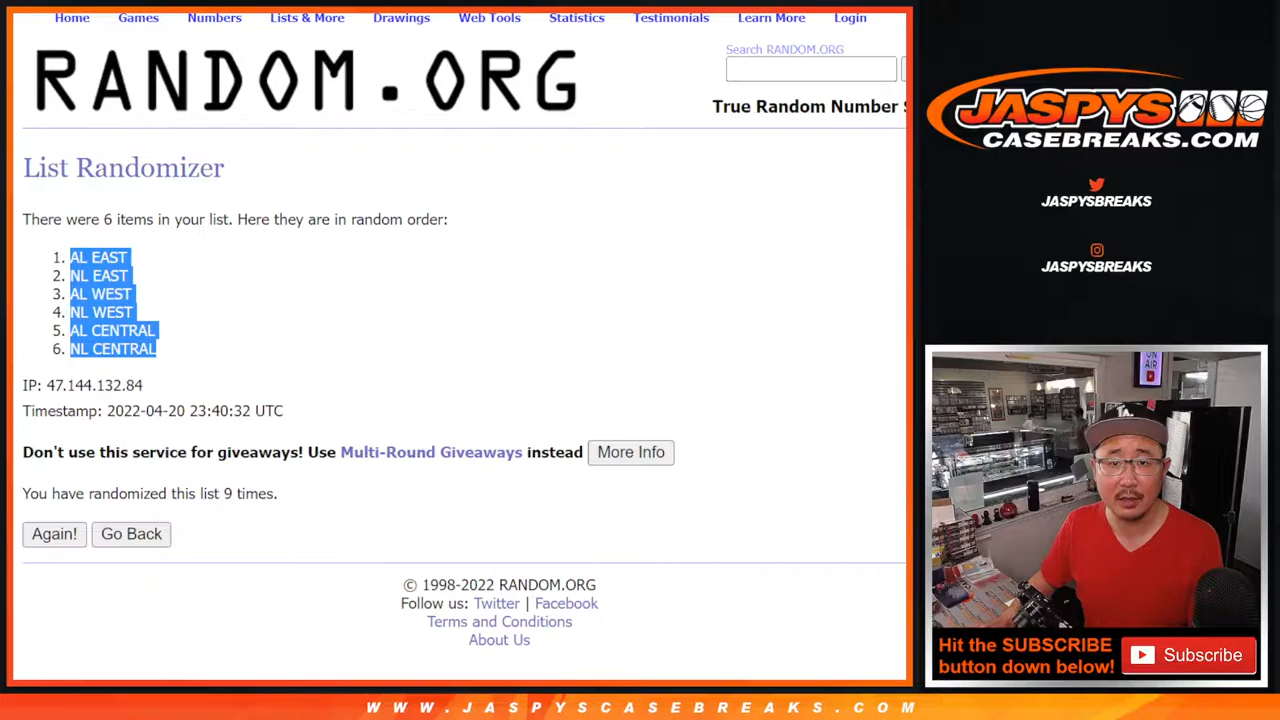 Home Games Numbers Lists & More Drawings Web Tools Statistics Testimonials Learn More Login
RANDOM.ORG
Search RANDOM.ORG
True Random Number
List Randomizer
There were 6 items in your list. Here they are in random order:
1. AL EAST
2. NL EAST
3. AL WEST
4. NL WEST
5. AL CENTRAL
6. NL CENTRAL
IP: 47.144.132.84
Timestamp: 2022-04-20 23:40:32 UTC
Don't use this service for giveaways! Use Multi-Round Giveaways instead More Info
You have randomized this list 9 times.
Again! Go Back
© 1998-2022 RANDOM.ORG
Follow us: Twitter | Facebook
Terms and Conditions
About Us
JASPYS
CASEBREAKS.COM
JASPYSBREAKS
JASPYSBREAKS
ON
AIR
LA
Hit the SUBSCRIBE
button down below!
Subscribe
WWW.JASPYSCASEBREAKS.COM